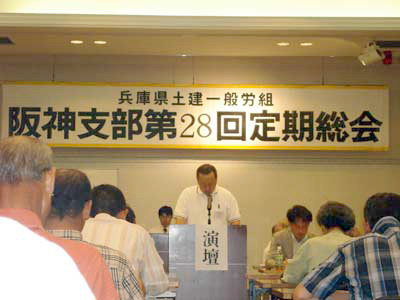 兵庫県土建一般労組
阪神支部第28回定期総会
演壇